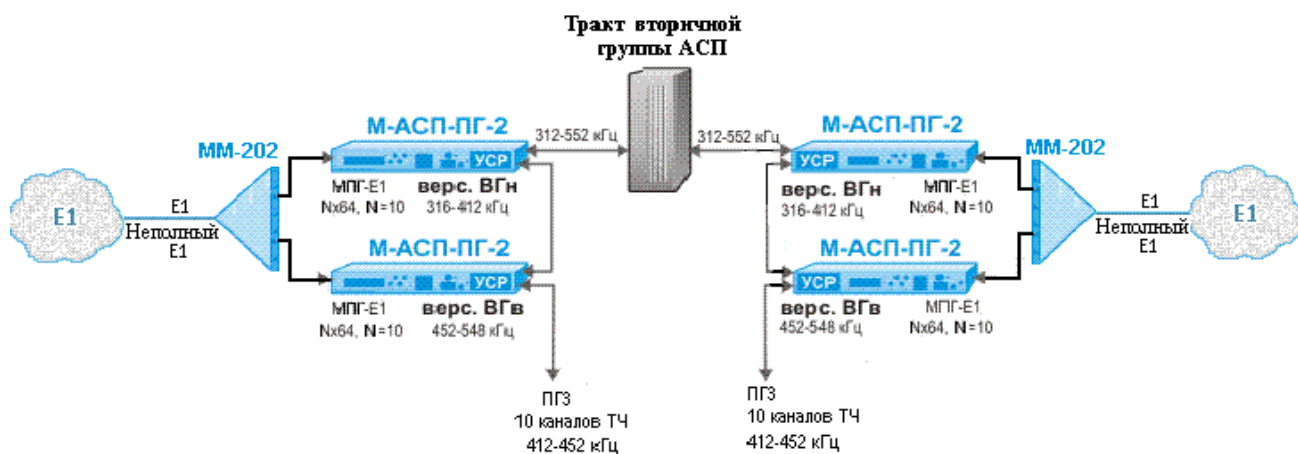 Тракт вторичной
группы АСП
М-АСП-ПГ-2
312-552 кГц
312-552 кГц
М-АСП-ПГ-2
ММ-202
УСР
УСР
ММ-202
МПГ-Е1
Nx64, N=10
верс. ВГн
316-412 кГц
верс. ВГн
316-412 кГц
МПГ-Е1
Nx64, N=10
Е1
Е1
Неполный
Е1
Е1
Неполный
Е1
Е1
М-АСП-ПГ-2
М-АСП-ПГ-2
УСР
УСР
МПГ-Е1
Nx64, N=10
верс. ВГв
452-548 кГц
верс. ВГв
452-548 кГц
МПГ-Е1
Nx64, N=10
ПГ3
10 каналов ТЧ
412-452 кГц
ПГ3
10 каналов ТЧ
412-452 кГц